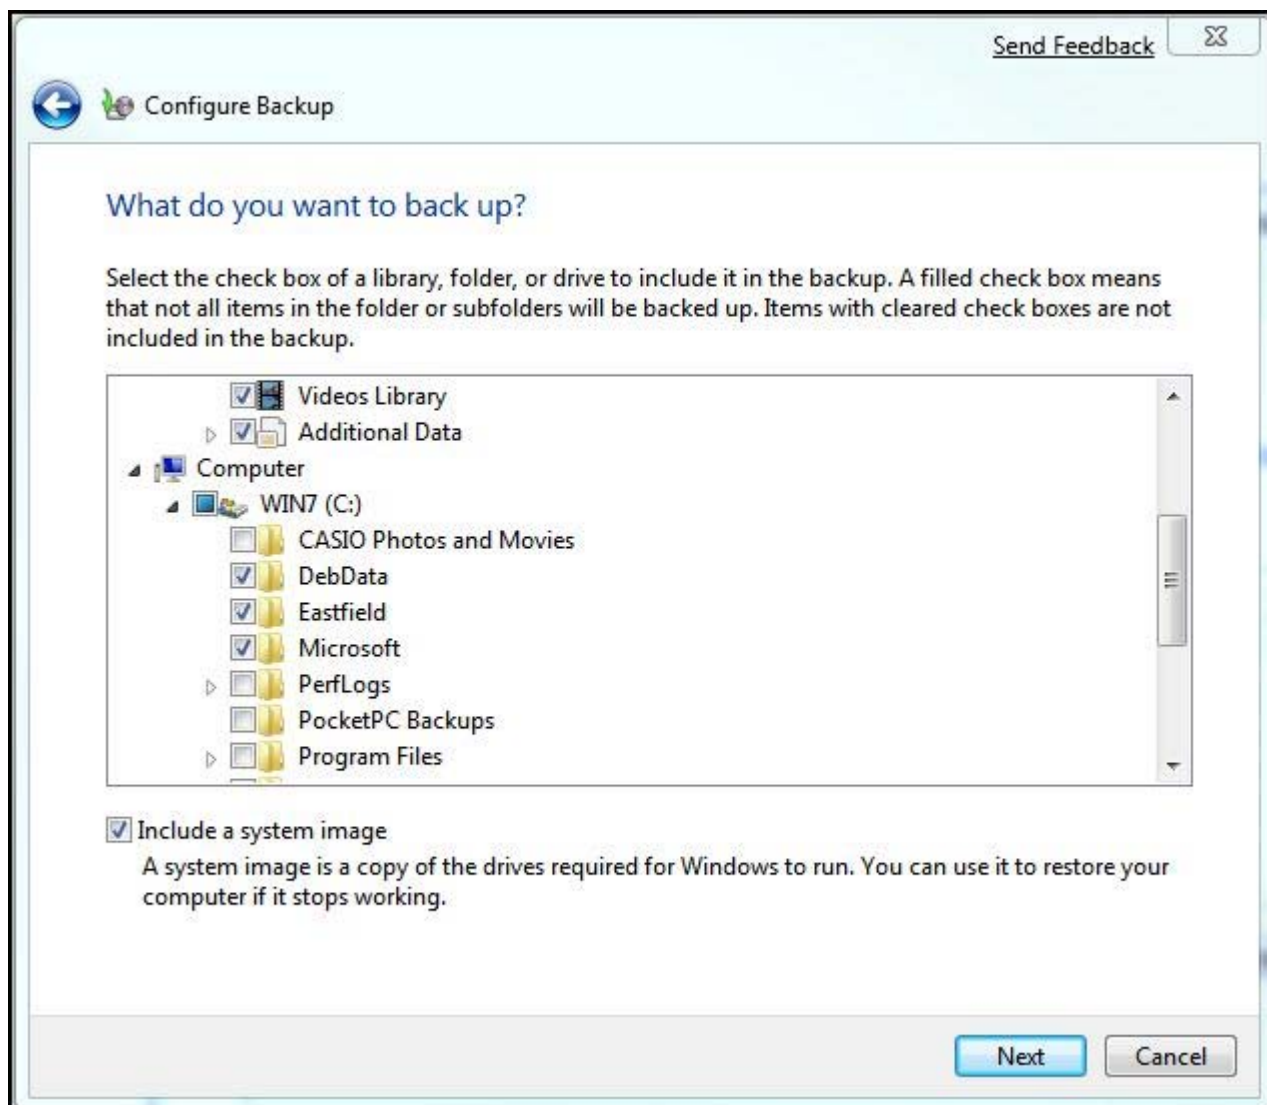 Send Feedback
Configure Backup
What do you want to back up?
Select the check box of a library, folder, or drive to include it in the backup. A filled check box means
that not all items in the folder or subfolders will be backed up. Items with cleared check boxes are not
included in the backup.
Videos Library
Additional Data
Computer
WIN7 (C:)
CASIO Photos and Movies
DebData
Eastfield
Microsoft
PerfLogs
PocketPC Backups
Program Files
Include a system image
A system image is a copy of the drives required for Windows to run. You can use it to restore your
computer if it stops working.
Next
Cancel